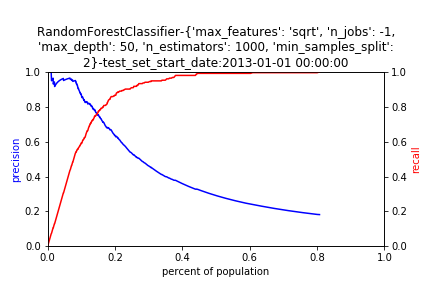 RandomForestClassifier-{'max_features': 'sqrt', 'n_jobs': -1,
'max_depth': 50, 'n_estimators': 1000, 'min_samples_split':
2}-test_set_start_date:2013-01-01 00:00:00
1.0
0.8
0.6
0.4
0.2
0.0
precision
1.0
0.8
0.6
0.4
0.2
0.0
recall
0.0 0.2 0.4 0.6 0.8 1.0
percent of population